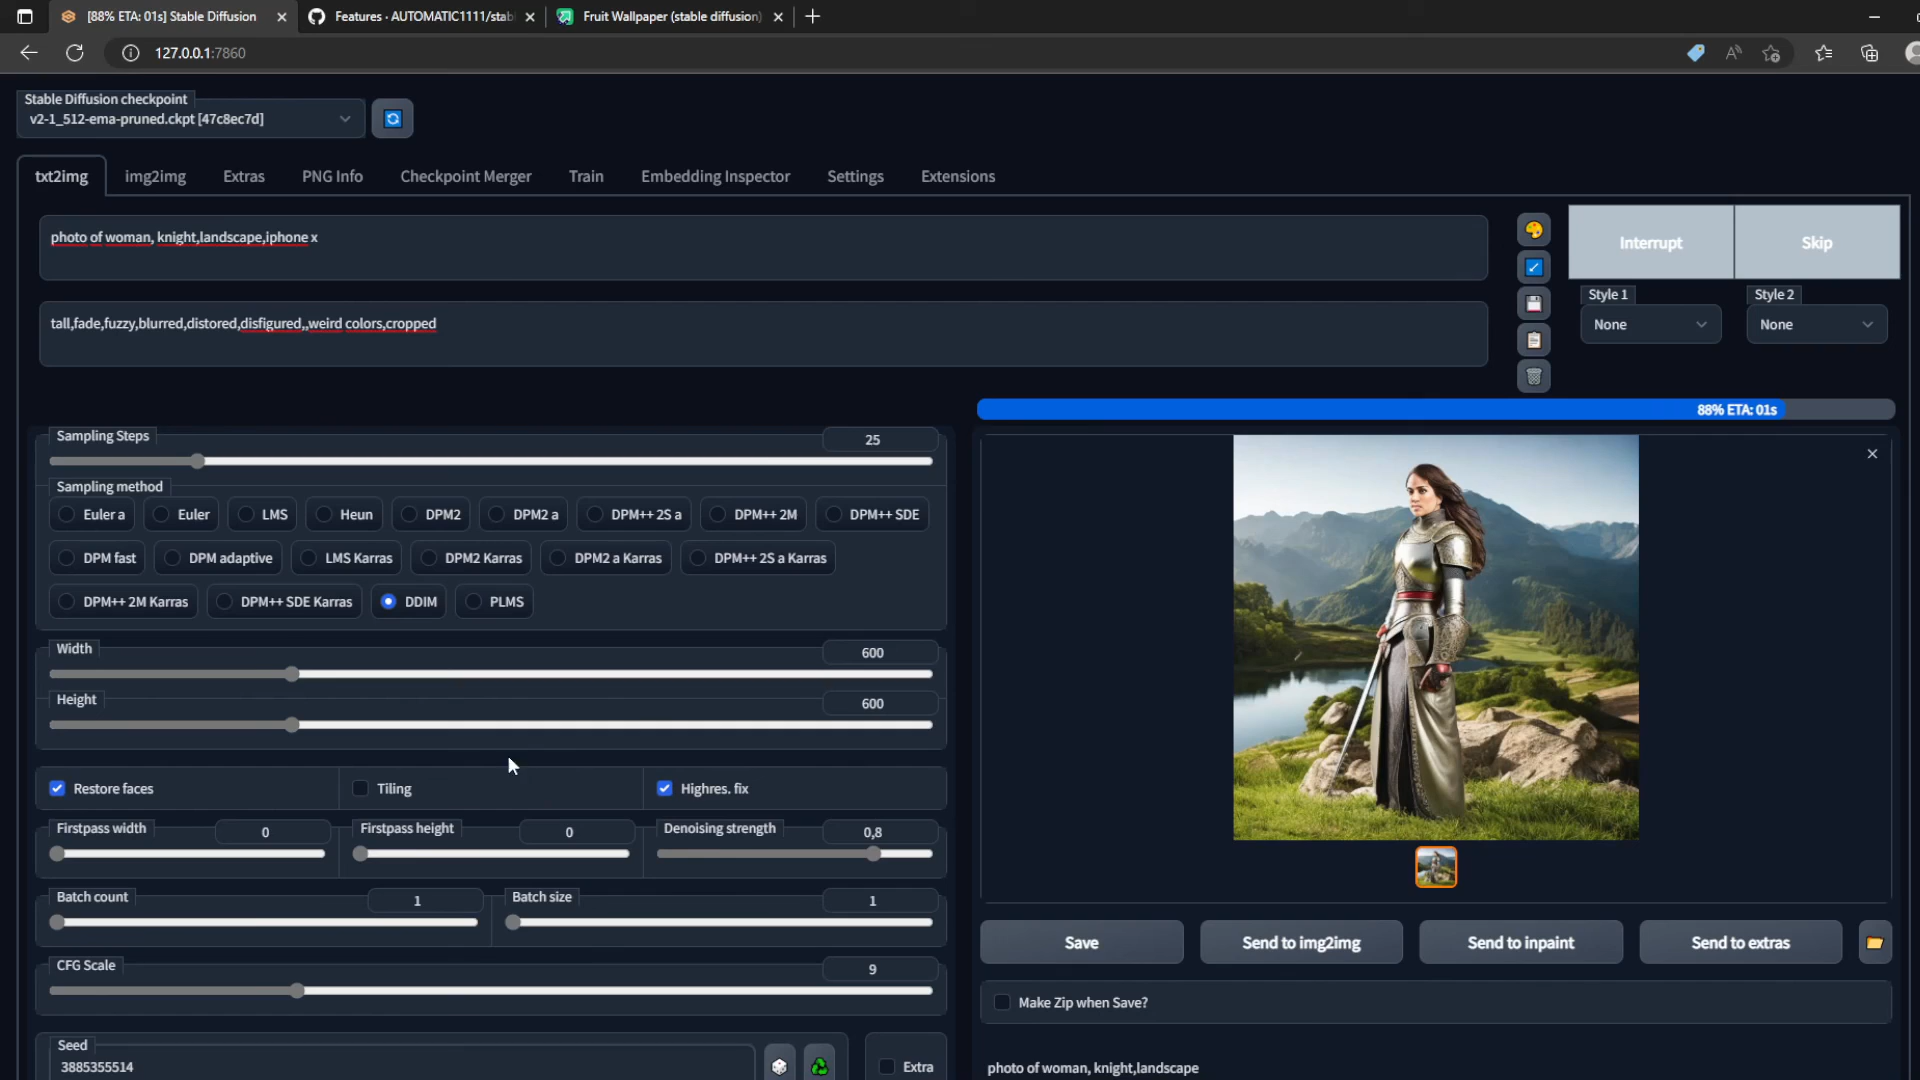 [88% ETA: 01s] Stable Diffusion
Features · AUTOMATIC1111/stab
Fruit Wallpaper (stable diffusion)
127.0.0.1:7860
Stable Diffusion checkpoint
v2-1_512-ema-pruned.ckpt [47c8ec7d]
txt2img
img2img
Extras
PNG Info
Checkpoint Merger
Train
Embedding Inspector
Settings
Extensions
photo of woman, knight,landscape,iphone x
Interrupt
Skip
Style 1
Style 2
None
None
tall,fade,fuzzy,blurred,distored,disfigured,,weird colors,cropped
88% ETA: 01s
Sampling Steps
25
Sampling method
Euler a
Euler
LMS
Heun
DPM2
DPM2 a
DPM++ 2S a
DPM++ 2M
DPM++ SDE
DPM fast
DPM adaptive
LMS Karras
DPM2 Karras
DPM2 a Karras
DPM++ 2S a Karras
DPM++ 2M Karras
DPM++ SDE Karras
DDIM
PLMS
Width
600
Height
600
Restore faces
Tiling
Highres. fix
Firstpass width
0
Firstpass height
0
Denoising strength
0,8
Batch count
1
Batch size
1
CFG Scale
9
Seed
3885355514
Extra
Save
Send to img2img
Send to inpaint
Send to extras
Make Zip when Save?
photo of woman, knight,landscape